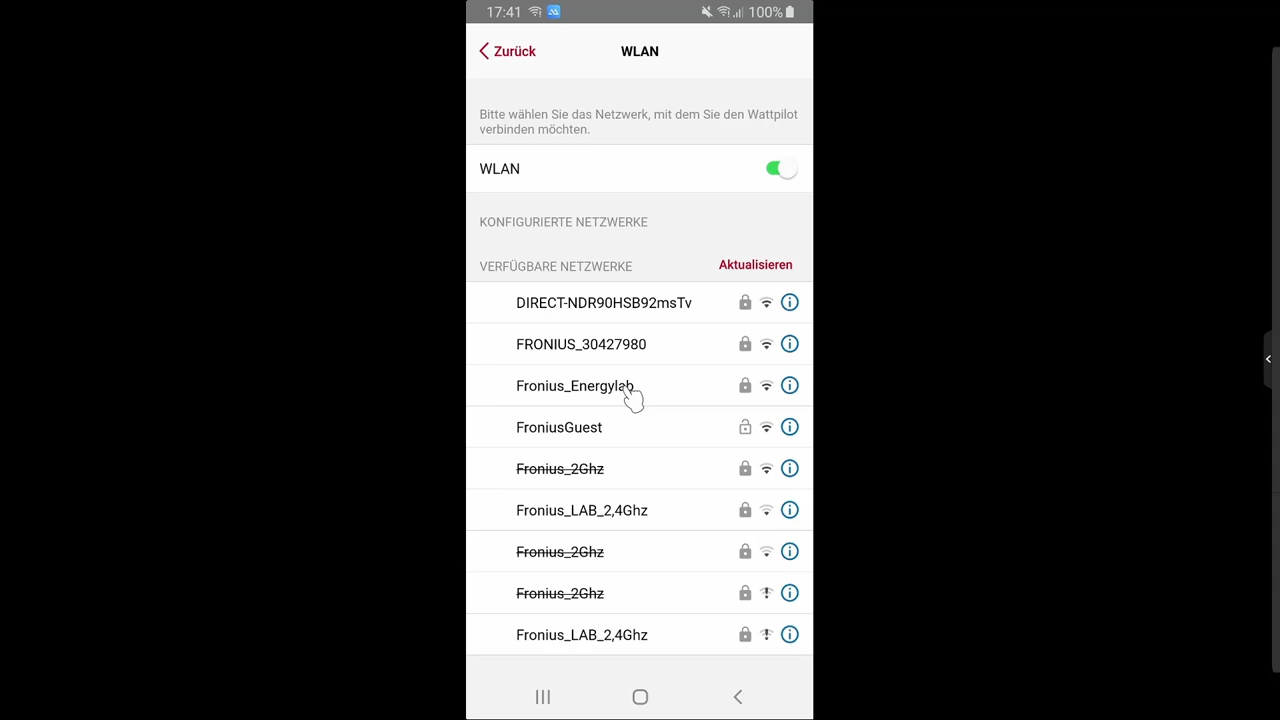 17:41 100%
Zurück WLAN
Bitte wählen Sie das Netzwerk, mit dem Sie den Wattpilot
verbinden möchten.
WLAN
KONFIGURIERTE NETZWERKE
VERFÜGBARE NETZWERKE Aktualisieren
DIRECT-NDR90HSB92msTv
FRONIUS_30427980
Fronius_Energylab
FroniusGuest
Fronius_2Ghz
Fronius_LAB_2,4Ghz
Fronius_2Ghz
Fronius_2Ghz
Fronius_LAB_2,4Ghz